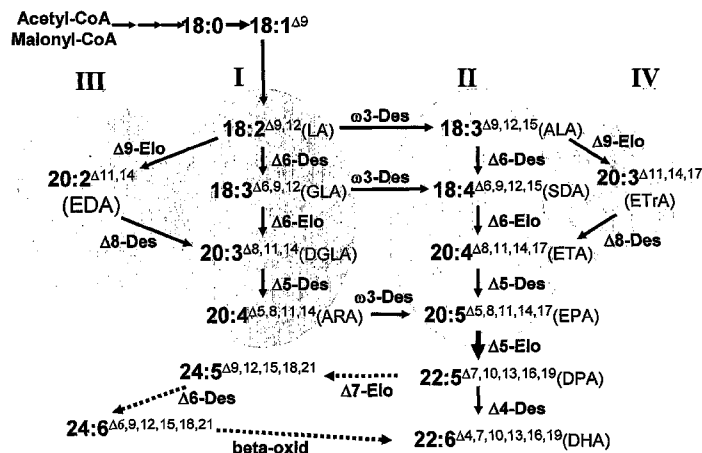 Acetyl-CoA
Malonyl-CoA
18:0
18:1Δ9
III
I
II
IV
18:2Δ9,12(LA)
ω3-Des
18:3Δ9,12,15(ALA)
Δ9-Elo
Δ6-Des
Δ6-Des
Δ9-Elo
20:2Δ11,14
(EDA)
18:3Δ6,9,12(GLA)
ω3-Des
18:4Δ6,9,12,15(SDA)
20:3Δ11,14,17
(ETrA)
Δ8-Des
Δ6-Elo
Δ6-Elo
Δ8-Des
20:3Δ8,11,14(DGLA)
20:4Δ8,11,14,17(ETA)
Δ5-Des
ω3-Des
Δ5-Des
20:4Δ5,8,11,14(ARA)
20:5Δ5,8,11,14,17(EPA)
Δ5-Elo
24:5Δ9,12,15,18,21
Δ7-Elo
22:5Δ7,10,13,16,19(DPA)
Δ6-Des
Δ4-Des
24:6Δ6,9,12,15,18,21
beta-oxid
22:6Δ4,7,10,13,16,19(DHA)